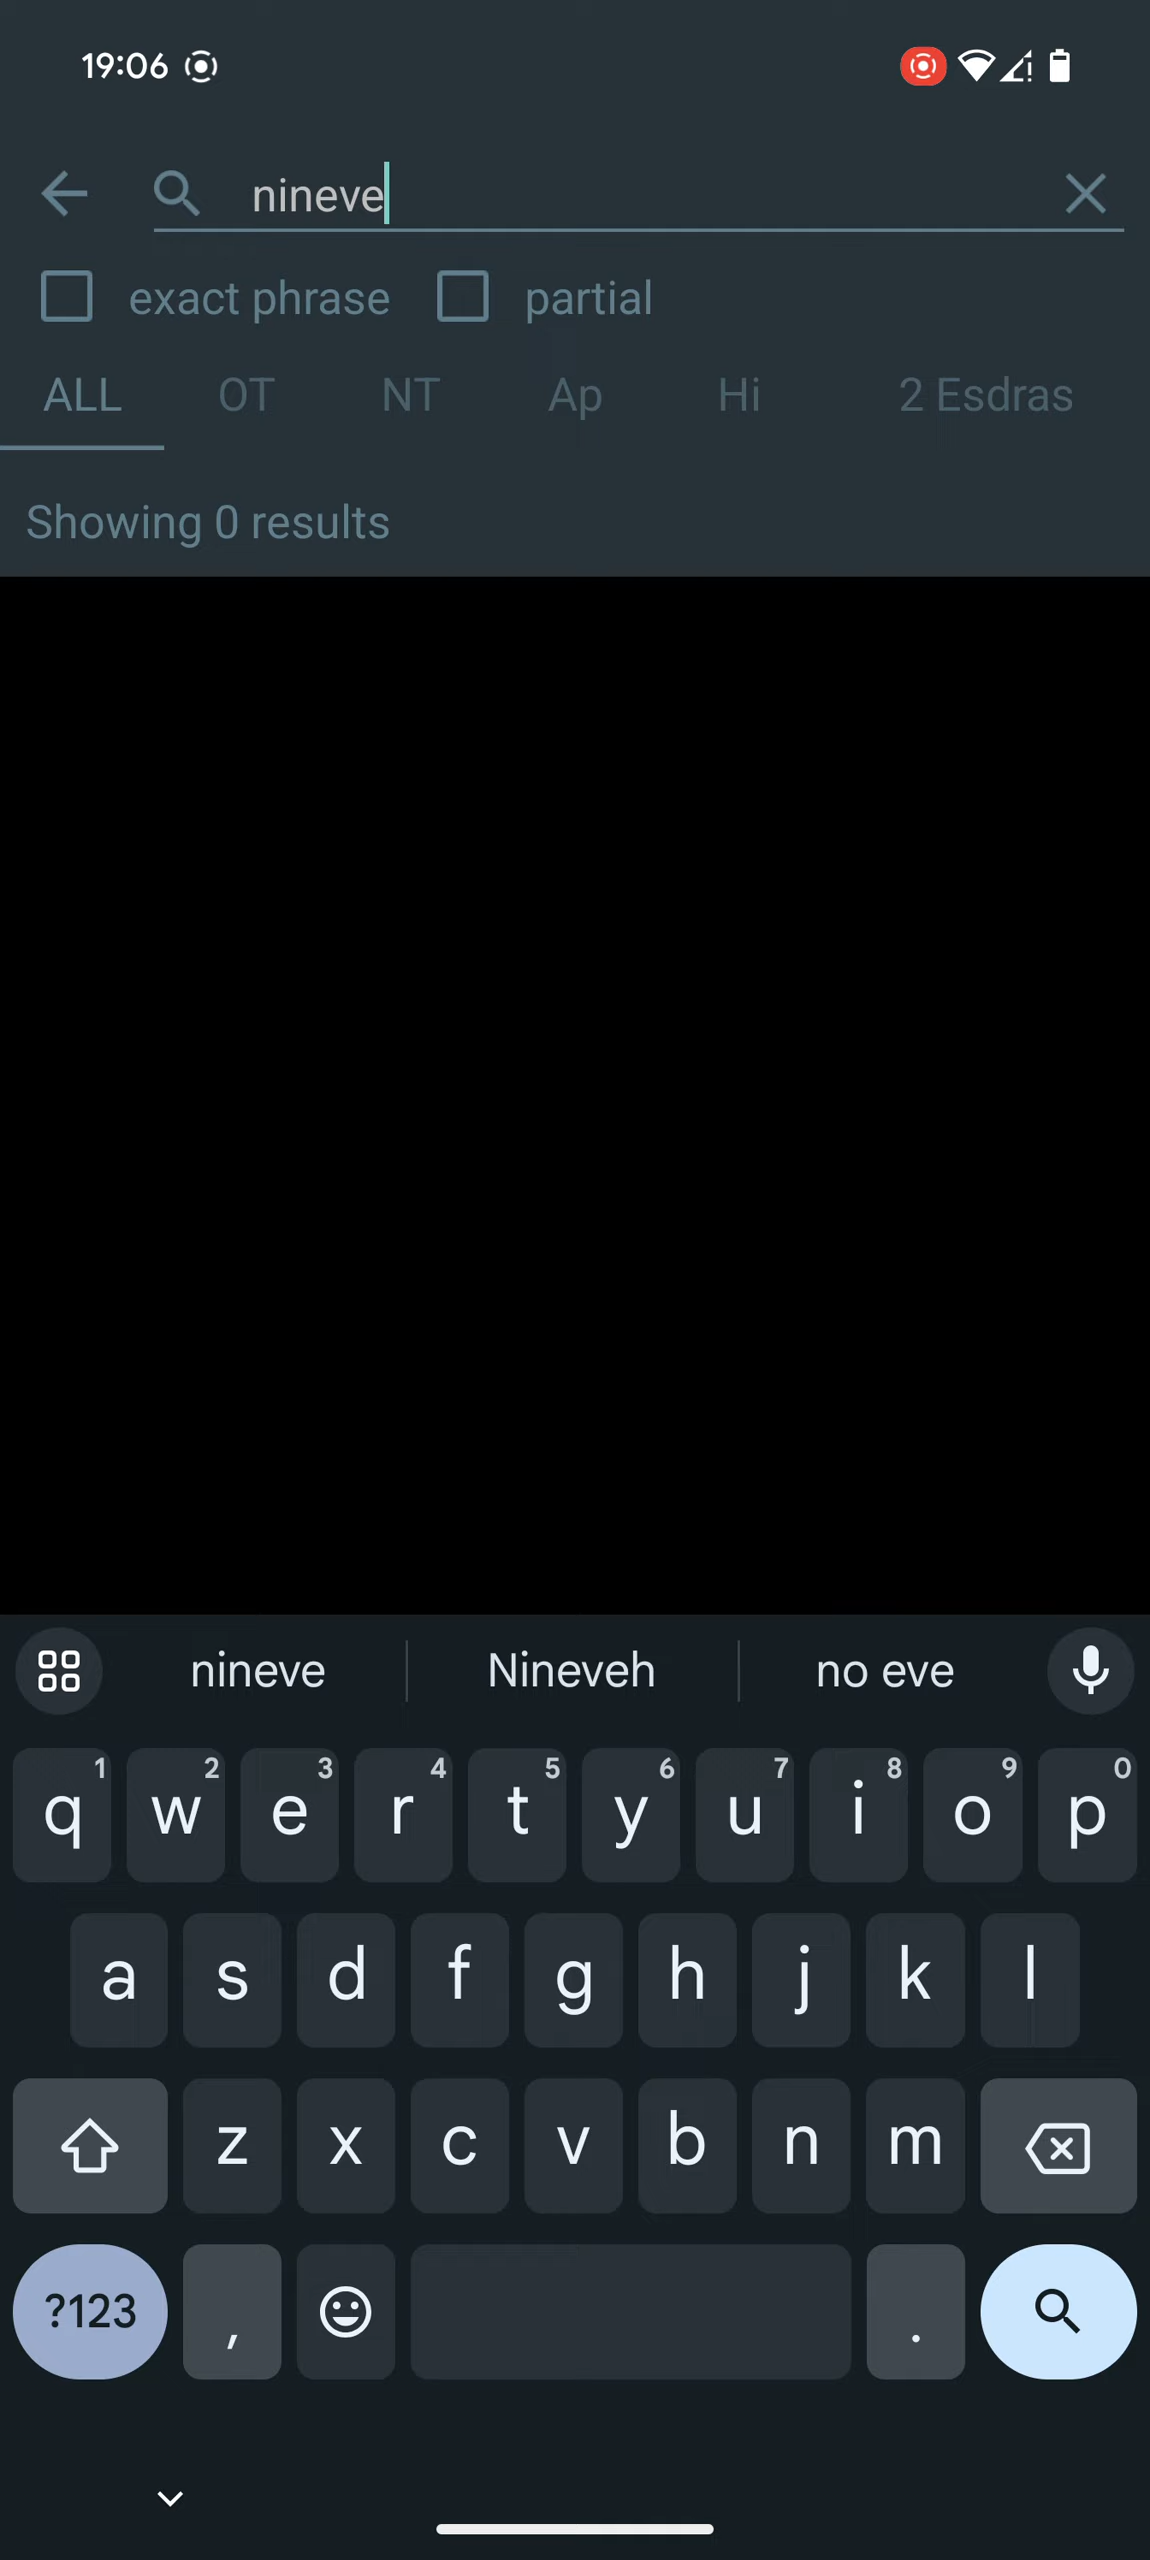 19:06
nineve
exact phrase partial
ALL OT NT Ap Hi 2 Esdras
Showing 0 results
nineve Nineveh no eve
1 2 3 4 5 6 7 8 9 0
q w e r t y u i o p
a s d f g h j k l
z x c v b n m
?123 , .